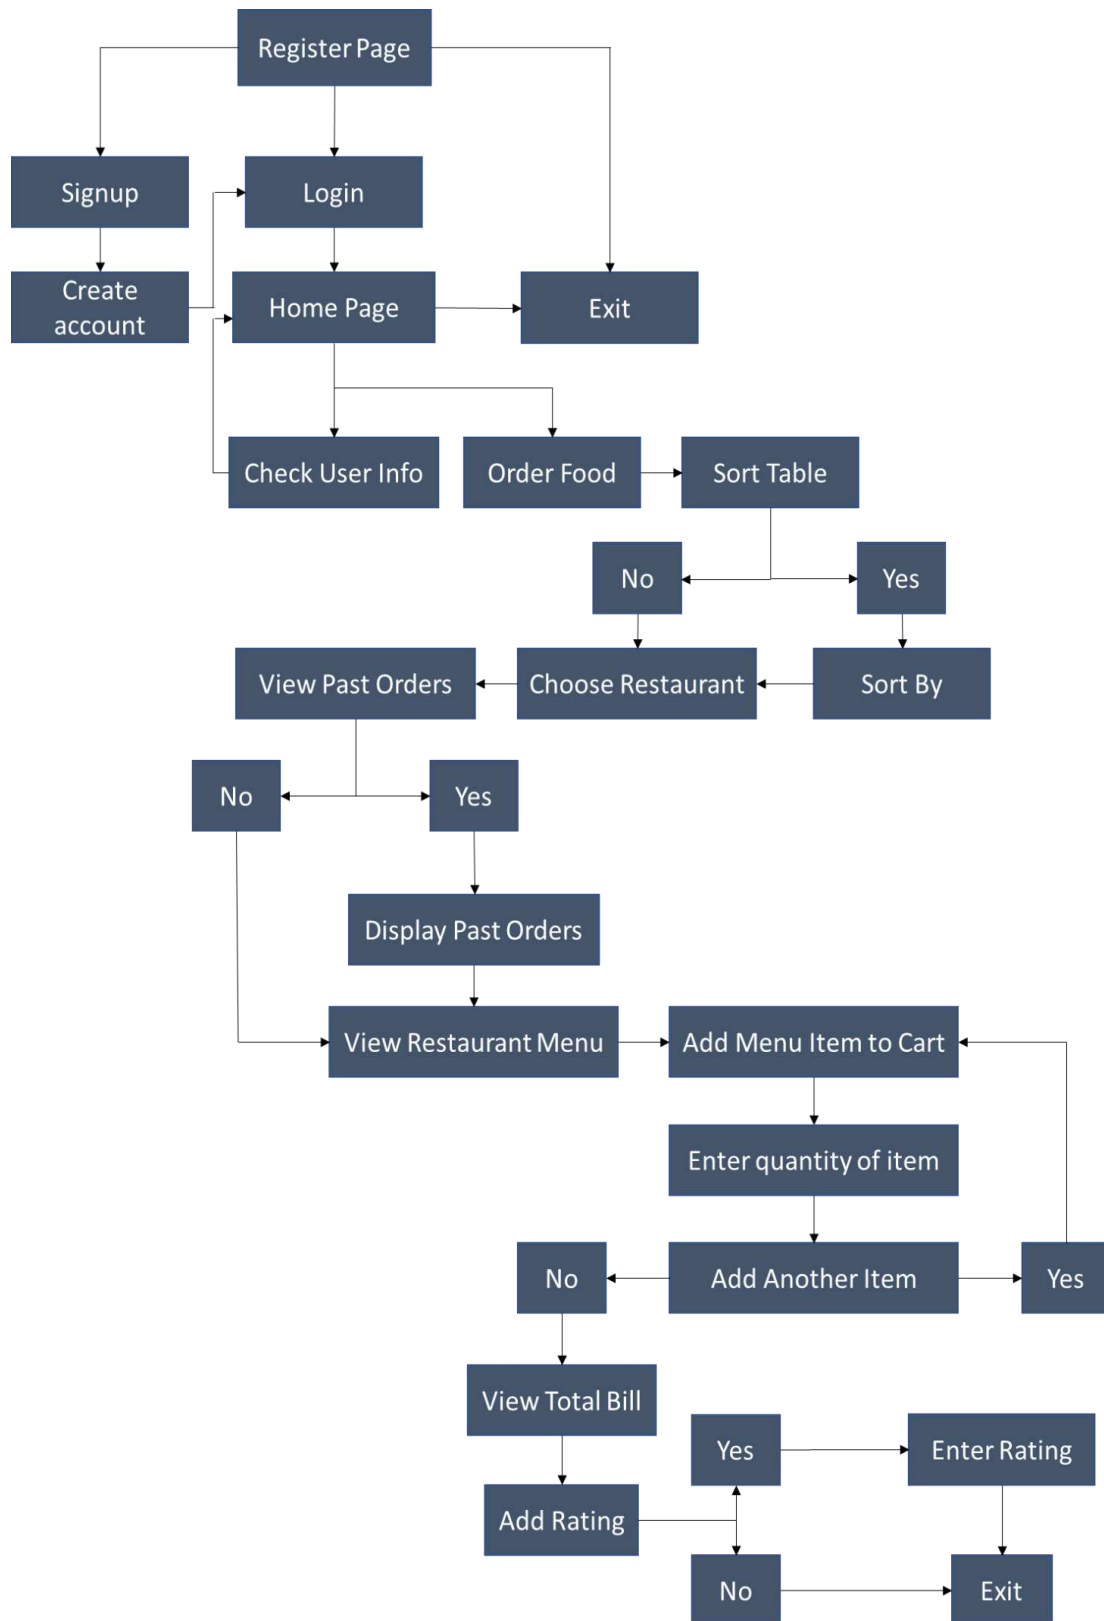 Register Page
Signup
Login
Create
account
Home Page
Exit
Check User Info
Order Food
Sort Table
No
Yes
View Past Orders
Choose Restaurant
Sort By
No
Yes
Display Past Orders
View Restaurant Menu
Add Menu Item to Cart
Enter quantity of item
No
Add Another Item
Yes
View Total Bill
Yes
Enter Rating
Add Rating
No
Exit